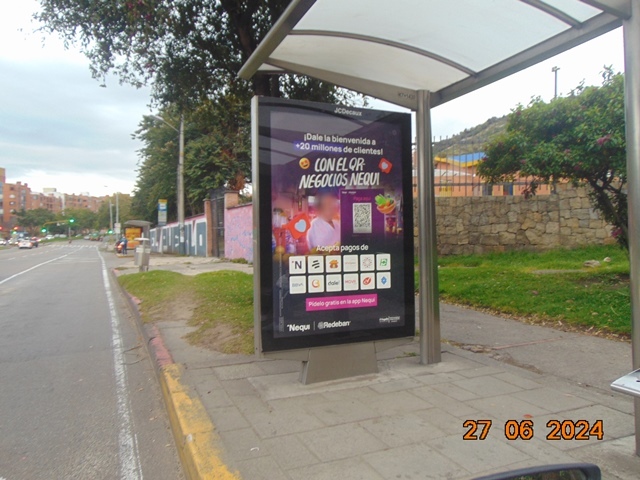 JCDecaux
¡Dale la bienvenida a
+20 millones de clientes!
CON EL QR
NEGOCIOS NEQUI
Acepta pagos de
Pídelo gratis en la app Nequi
Nequi | Redeban
27 06 2024